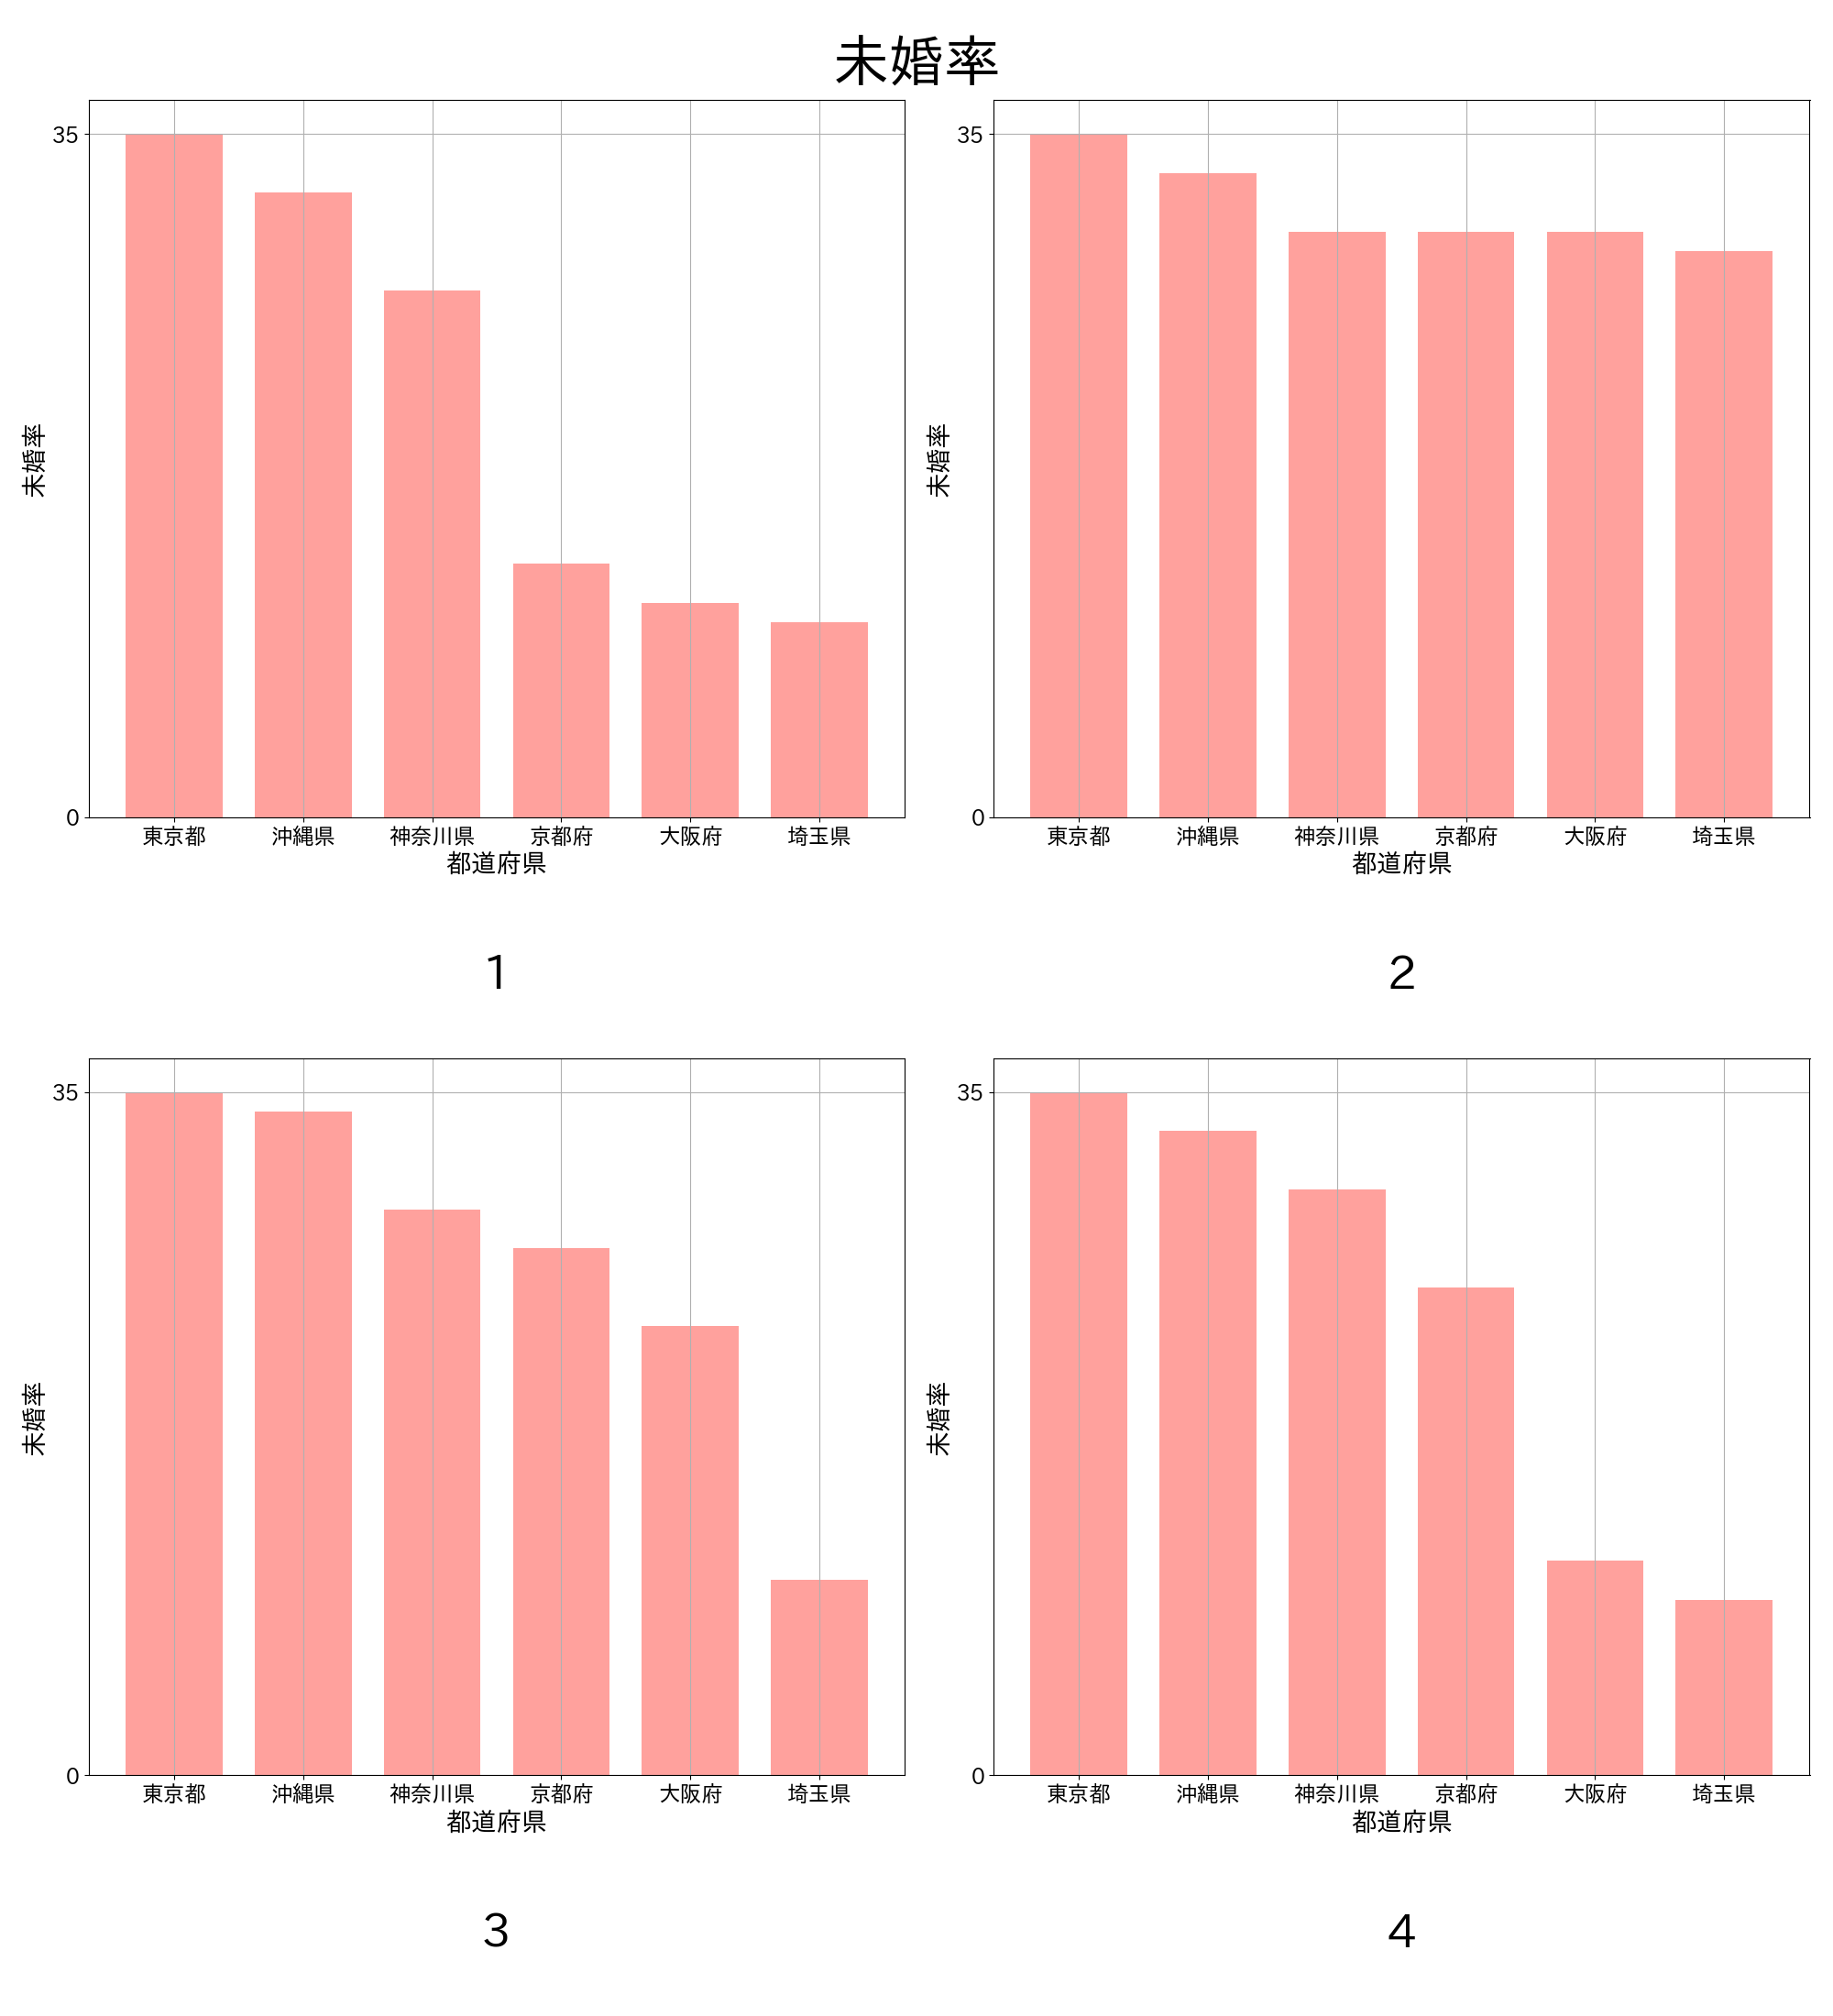 未婚率
35
0
未婚率
東京都 沖縄県 神奈川県 京都府 大阪府 埼玉県
都道府県
1
35
0
未婚率
東京都 沖縄県 神奈川県 京都府 大阪府 埼玉県
都道府県
2
35
0
未婚率
東京都 沖縄県 神奈川県 京都府 大阪府 埼玉県
都道府県
3
35
0
未婚率
東京都 沖縄県 神奈川県 京都府 大阪府 埼玉県
都道府県
4